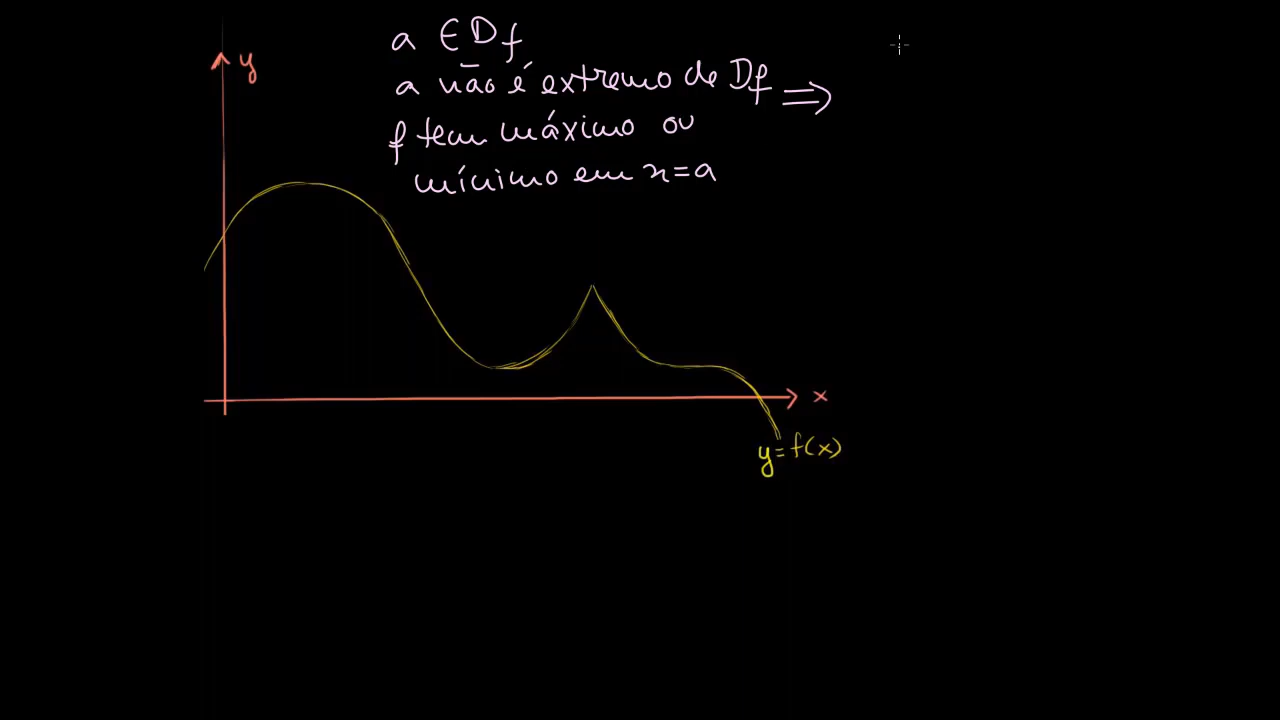 a ∈ Df
y
a não é extremo de Df ⇒
f tem máximo ou
mínimo em x=a
x
y=f(x)